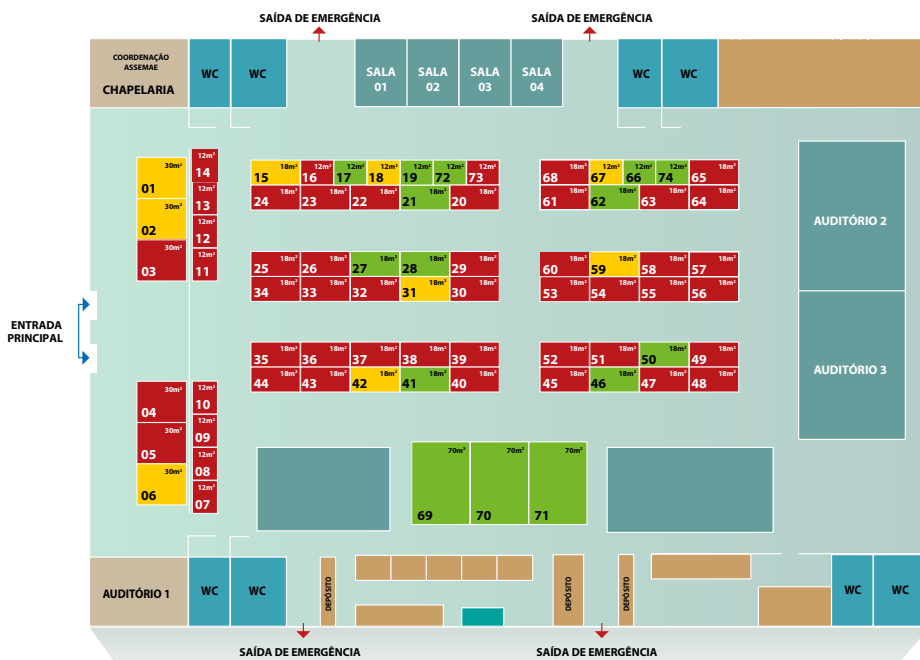 SAÍDA DE EMERGÊNCIA
SAÍDA DE EMERGÊNCIA
COORDENAÇÃO
ASSEMAE
CHAPELARIA
WC
WC
SALA
01
SALA
02
SALA
03
SALA
04
WC
WC
30m²
01
30m²
02
30m²
03
12m²
14
12m²
13
12m²
12
12m²
11
18m²
15
12m²
16
12m²
17
12m²
18
12m²
19
12m²
72
12m²
73
18m²
24
18m²
23
18m²
22
18m²
21
18m²
20
18m²
68
12m²
67
12m²
66
12m²
74
18m²
65
18m²
61
18m²
62
18m²
63
18m²
64
AUDITÓRIO 2
18m²
25
18m²
26
18m²
27
18m²
28
18m²
29
18m²
34
18m²
33
18m²
32
18m²
31
18m²
30
18m²
60
18m²
59
18m²
58
18m²
57
18m²
53
18m²
54
18m²
55
18m²
56
ENTRADA
PRINCIPAL
18m²
35
18m²
36
18m²
37
18m²
38
18m²
39
18m²
44
18m²
43
18m²
42
18m²
41
18m²
40
18m²
52
18m²
51
18m²
50
18m²
49
18m²
45
18m²
46
18m²
47
18m²
48
AUDITÓRIO 3
30m²
04
30m²
05
30m²
06
12m²
10
12m²
09
12m²
08
12m²
07
70m²
69
70m²
70
70m²
71
AUDITÓRIO 1
WC
WC
DEPÓSITO
DEPÓSITO
DEPÓSITO
WC
WC
SAÍDA DE EMERGÊNCIA
SAÍDA DE EMERGÊNCIA